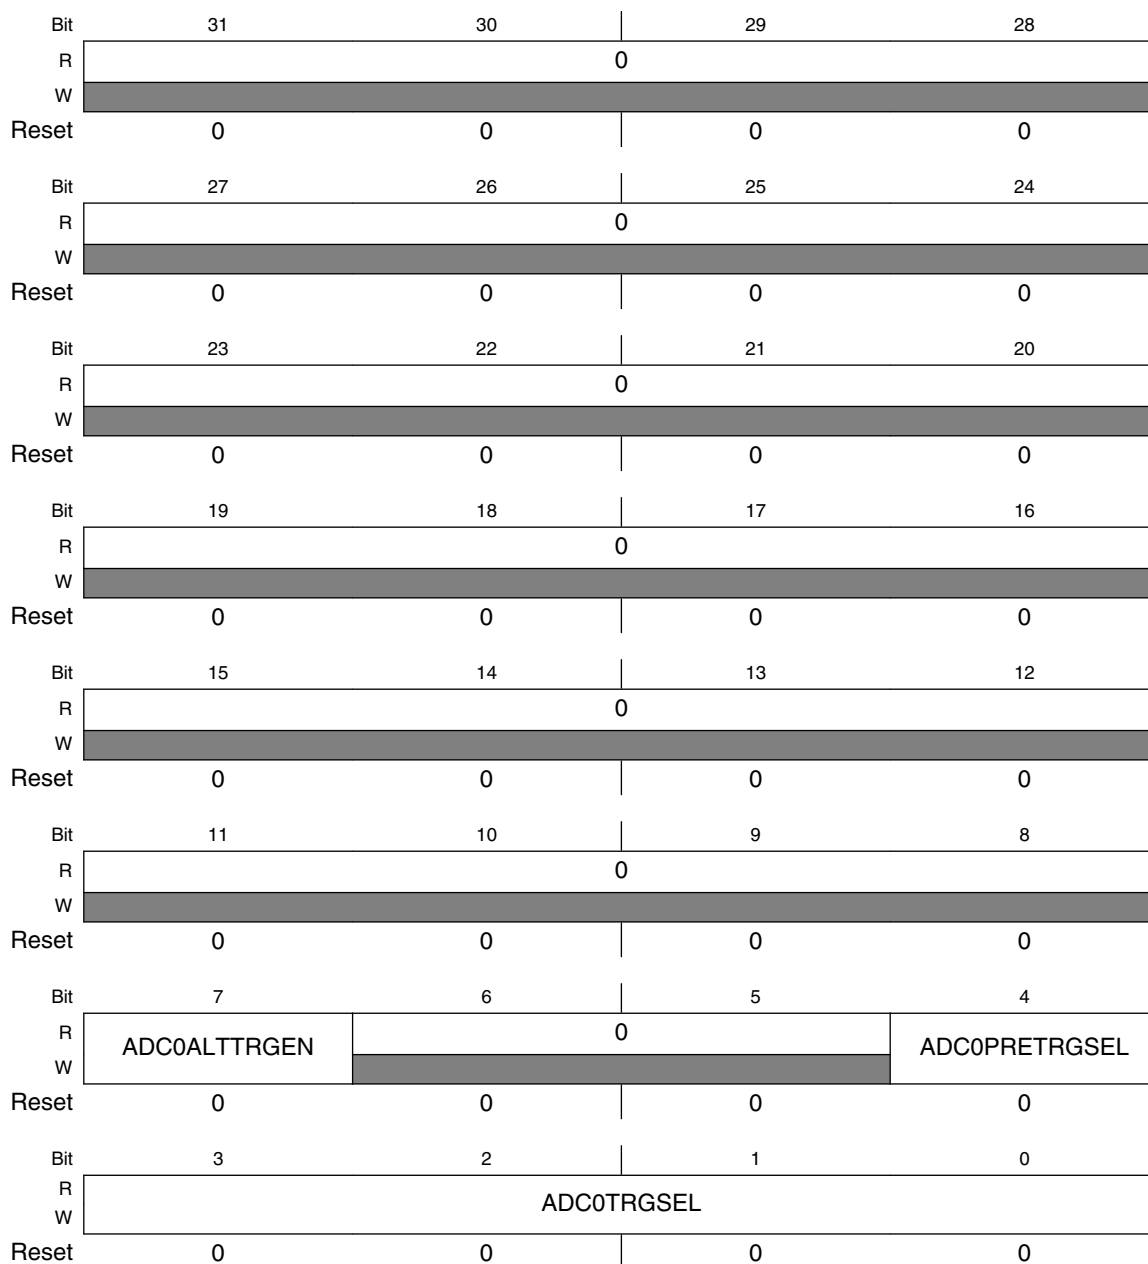 Bit 31 30 29 28
R 0
W
Reset 0 0 0 0
Bit 27 26 25 24
R 0
W
Reset 0 0 0 0
Bit 23 22 21 20
R 0
W
Reset 0 0 0 0
Bit 19 18 17 16
R 0
W
Reset 0 0 0 0
Bit 15 14 13 12
R 0
W
Reset 0 0 0 0
Bit 11 10 9 8
R 0
W
Reset 0 0 0 0
Bit 7 6 5 4
R ADC0ALTTRGEN 0 ADC0PRETRGSEL
W
Reset 0 0 0 0
Bit 3 2 1 0
R ADC0TRGSEL
W
Reset 0 0 0 0